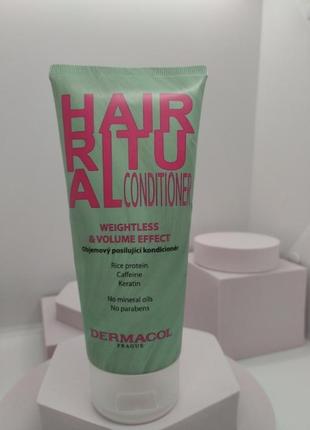 HAIR
RITU
AL CONDITIONER
WEIGHTLESS
& VOLUME EFFECT
Objemový posilující kondicionér
Rice protein
Caffeine
Keratin
No mineral oils
No parabens
DERMACOL
PRAGUE